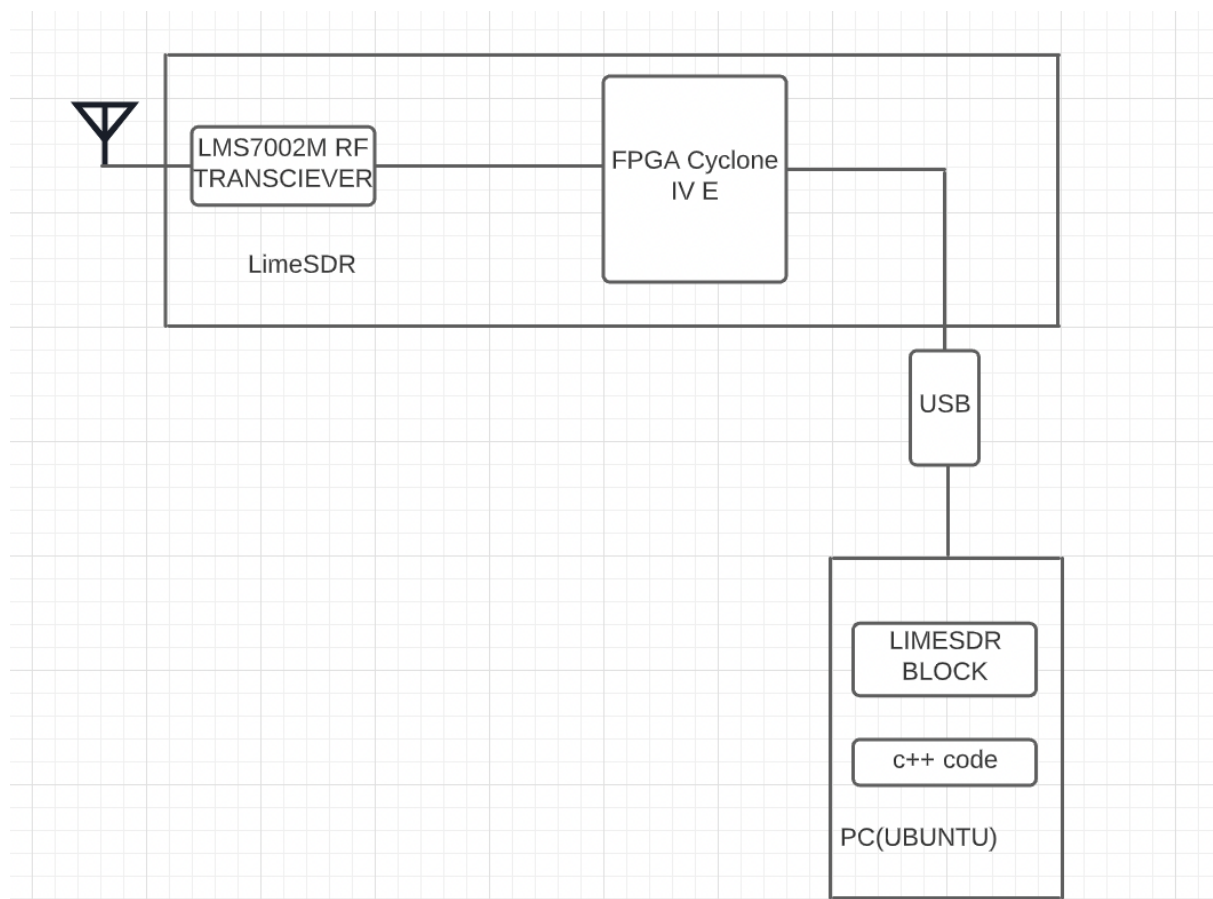 LMS7002M RF
TRANSCIEVER
FPGA Cyclone
IV E
LimeSDR
USB
LIMESDR
BLOCK
c++ code
PC(UBUNTU)